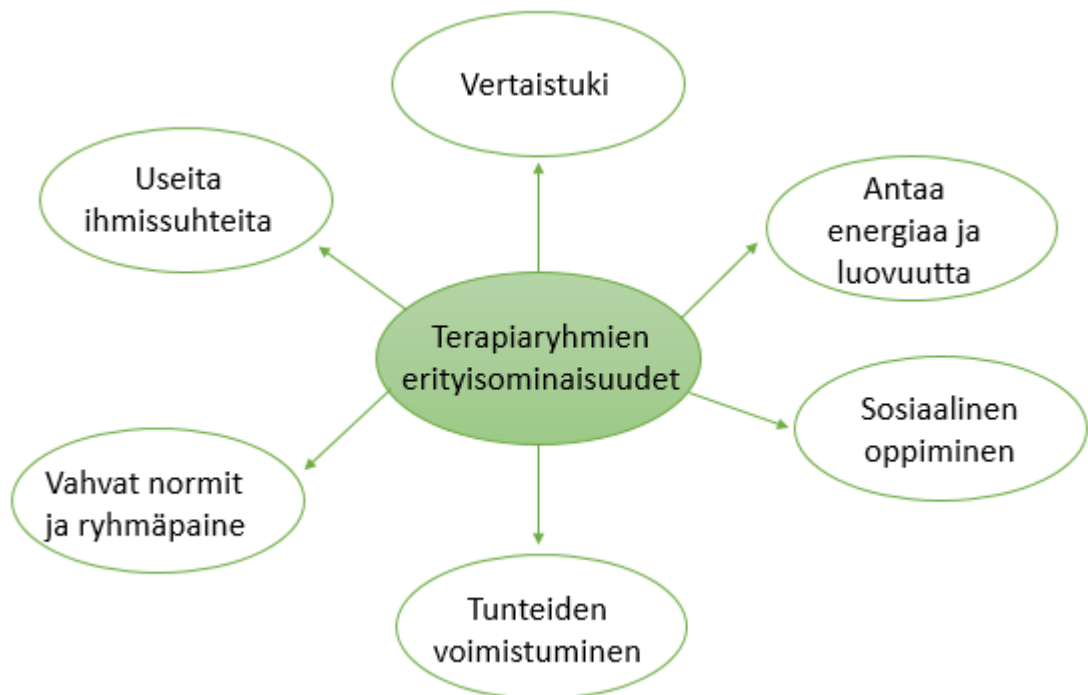 Vertaistuki
Useita
ihmissuhteita
Antaa
energiaa ja
luovuutta
Terapiaryhmien
erityisominaisuudet
Sosiaalinen
oppiminen
Vahvat normit
ja ryhmäpaine
Tunteiden
voimistuminen